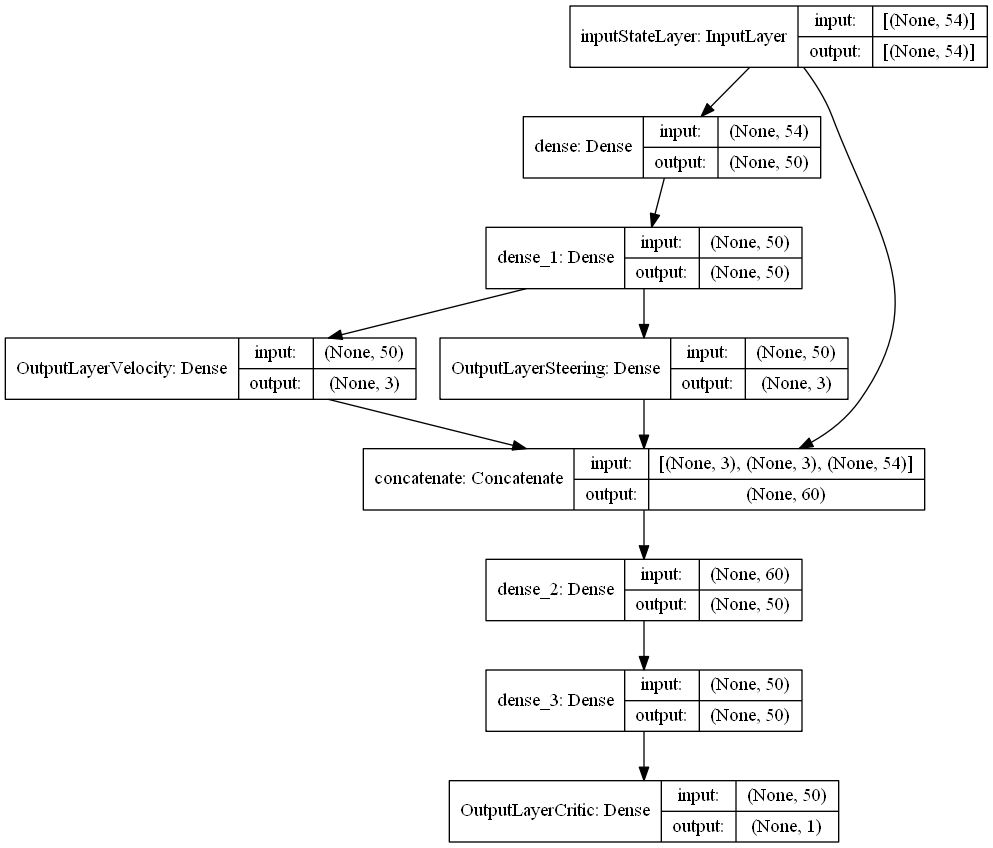 inputStateLayer: InputLayer
input: [(None, 54)]
output: [(None, 54)]
dense: Dense
input: (None, 54)
output: (None, 50)
dense_1: Dense
input: (None, 50)
output: (None, 50)
OutputLayerVelocity: Dense
input: (None, 50)
output: (None, 3)
OutputLayerSteering: Dense
input: (None, 50)
output: (None, 3)
concatenate: Concatenate
input: [(None, 3), (None, 3), (None, 54)]
output: (None, 60)
dense_2: Dense
input: (None, 60)
output: (None, 50)
dense_3: Dense
input: (None, 50)
output: (None, 50)
OutputLayerCritic: Dense
input: (None, 50)
output: (None, 1)